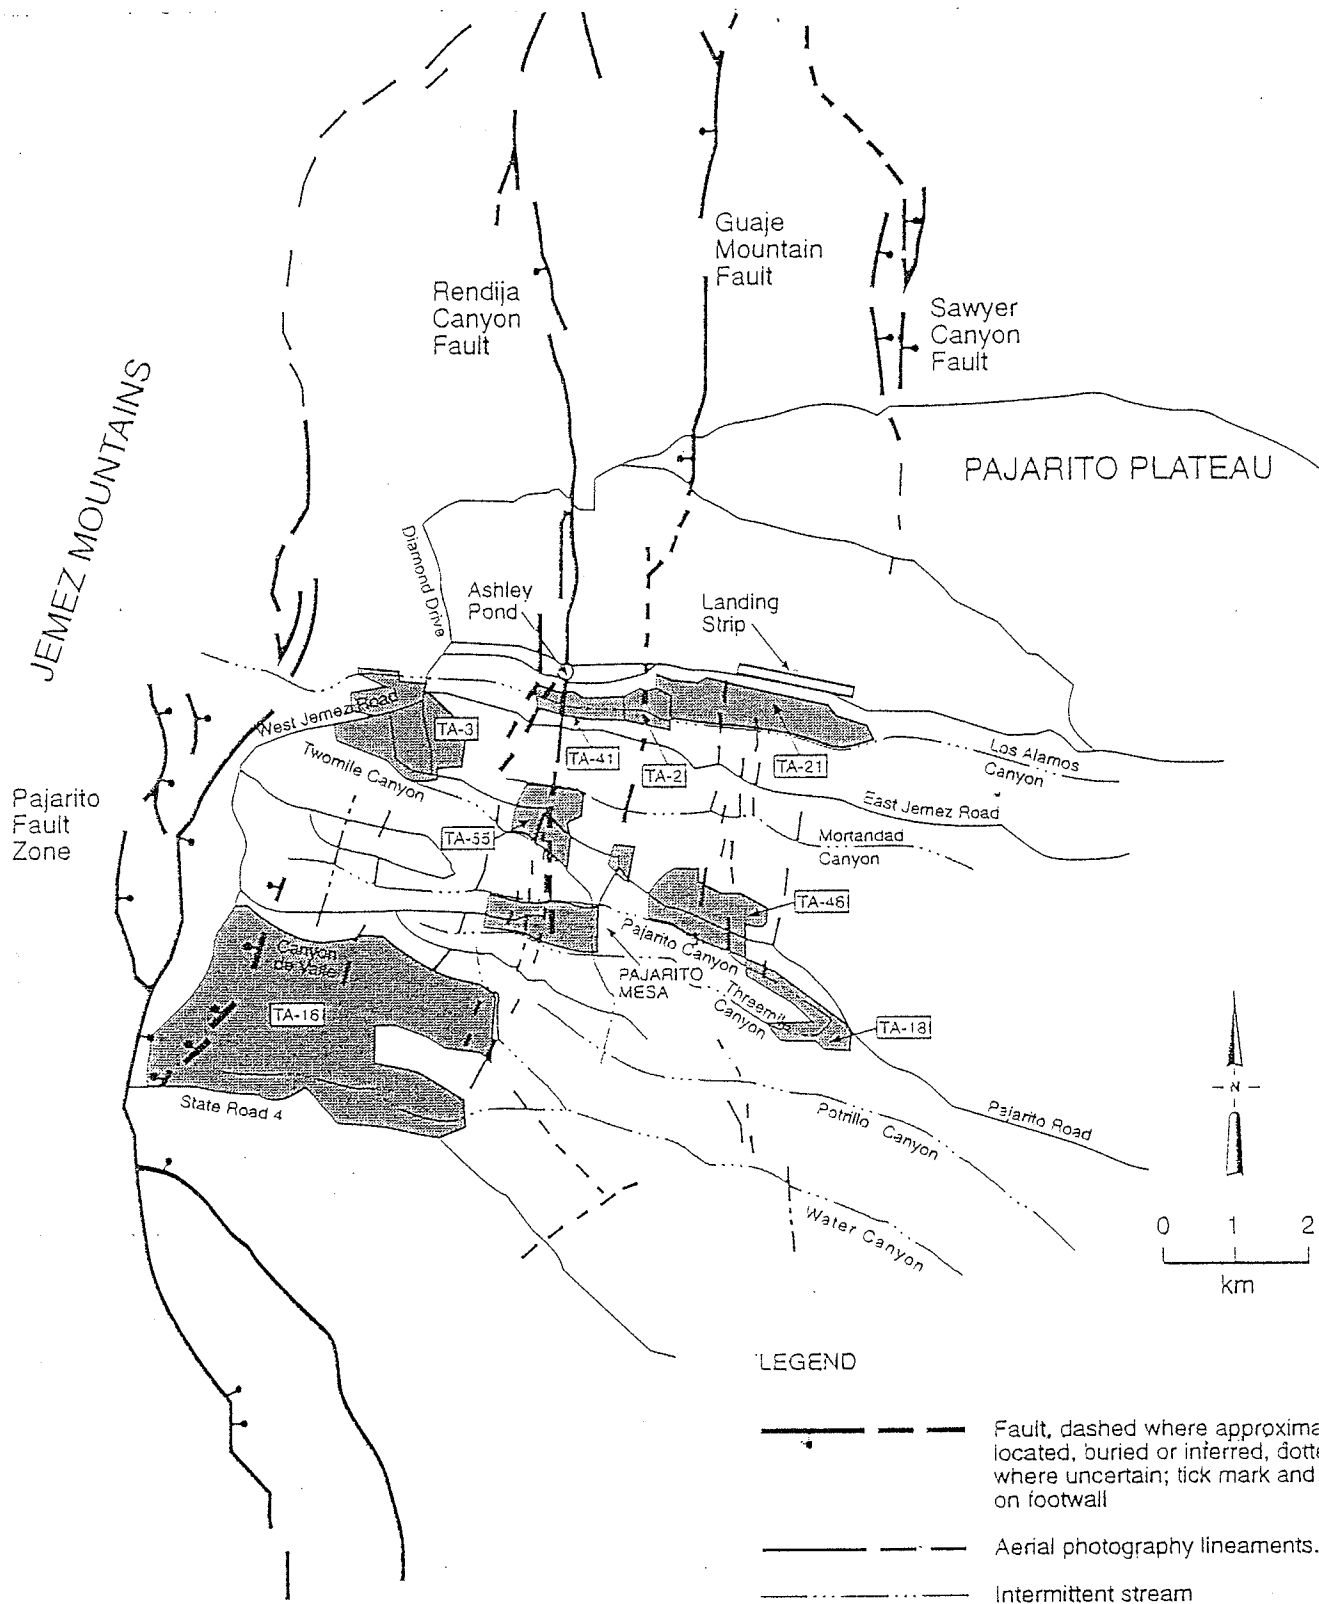 Guaje
Mountain
Fault
Rendija
Canyon
Fault
Sawyer
Canyon
Fault
JEMEZ MOUNTAINS
PAJARITO PLATEAU
Diamond Drive
Ashley
Pond
Landing
Strip
West Jemez Road
TA-3
TA-41
TA-2
TA-21
Los Alamos
Canyon
Twomile Canyon
East Jemez Road
Pajarito
Fault
Zone
TA-55
Mortandad
Canyon
TA-46
Pajarito Canyon
Canyon
de Valle
PAJARITO
MESA
Threemile
Canyon
TA-16
TA-18
N
State Road 4
Potrillo Canyon
Pajarito Road
Water Canyon
0 1 2
km
LEGEND
Fault, dashed where approxima
located, buried or inferred, dotte
where uncertain; tick mark and
on footwall
Aerial photography lineaments.
Intermittent stream